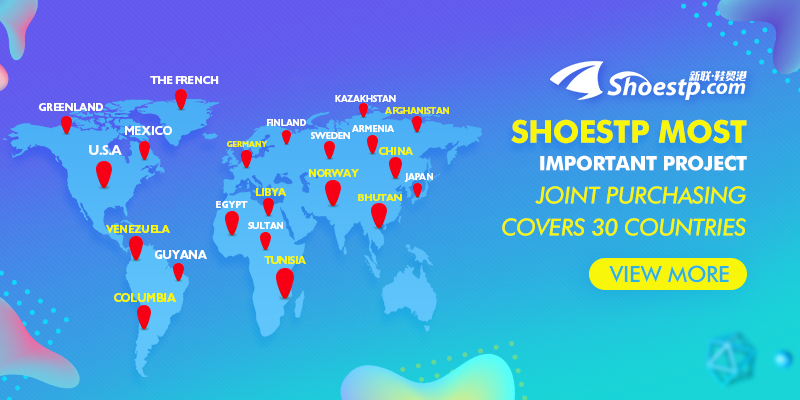 THE FRENCH
GREENLAND
MEXICO
U.S.A
KAZAKHSTAN
AFGHANISTAN
FINLAND
ARMENIA
SWEDEN
GERMANY
CHINA
NORWAY
JAPAN
LIBYA
BHUTAN
EGYPT
SULTAN
VENEZUELA
GUYANA
TUNISIA
COLUMBIA
新联·鞋贸港
Shoestp.com
SHOESTP MOST
IMPORTANT PROJECT
JOINT PURCHASING
COVERS 30 COUNTRIES
VIEW MORE